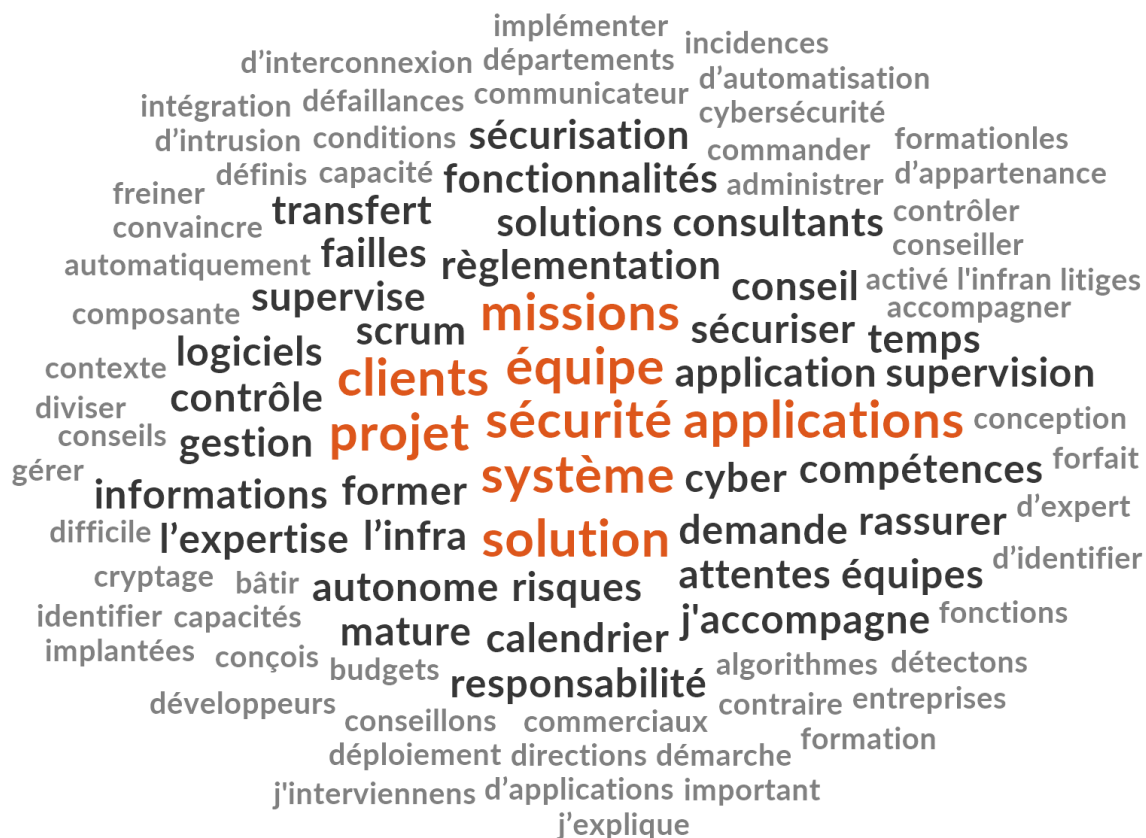 implémenter
incidences
d’interconnexion départements
d’automatisation
intégration défaillances communicateur
cybersécurité
d’intrusion conditions sécurisation
commander formationles
définis capacité fonctionnalités administrer d’appartenance
freiner transfert solutions consultants contrôler
convaincre
failles règlementation conseiller
automatiquement
conseil activé l'infran litiges
supervise missions accompagner
composante
scrum sécuriser temps
logiciels
contexte clients équipe application supervision
contrôle
diviser
projet sécurité applications conception
conseils gestion
gérer système cyber compétences forfait
informations former
d’expert
difficile l’expertise l’infra solution demande rassurer
d’identifier
cryptage bâtir autonome risques attentes équipes
identifier capacités
mature calendrier j'accompagne fonctions
implantées conçois
budgets responsabilité algorithmes détectons
développeurs
contraire entreprises
conseillons commerciaux
formation
déploiement directions démarche
j'interviennens d’applications important
j’explique